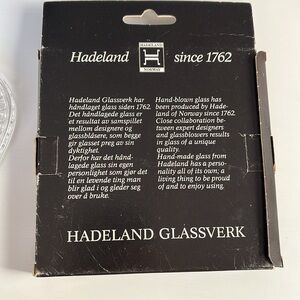 Hadeland
HADELAND
NORWAY
since 1762
Hadeland Glassverk har
håndlaget glass siden 1762.
Det håndlagede glass er
et resultat av samspillet
mellom designere og
glassblåsere, som begge
gir glasset preg av sin
dyktighet.
Derfor har det hånd-
lagede glass sin egen
personlighet som gjør det
til en levende ting man
blir glad i og gleder seg
over å bruke.
Hand-blown glass has
been produced by Hade-
land of Norway since 1762.
Close collaboration be-
tween expert designers
and glassblowers results
in glass of a unique
quality.
Hand-made glass from
Hadeland has a perso-
nality all of its own; a
living thing to be proud
of and to enjoy using.
HADELAND GLASSVERK